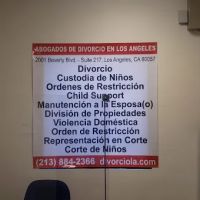 ABOGADOS DE DIVORCIO EN LOS ANGELES
2001 Beverly Blvd. - Suite 217, Los Angeles, CA 90057
Divorcio
Custodia de Niños
Ordenes de Restricción
Child Support
Manutención a la Esposa(o)
División de Propiedades
Violencia Doméstica
Orden de Restricción
Representación en Corte
Corte de Niños
(213) 884-2366 divorciola.com